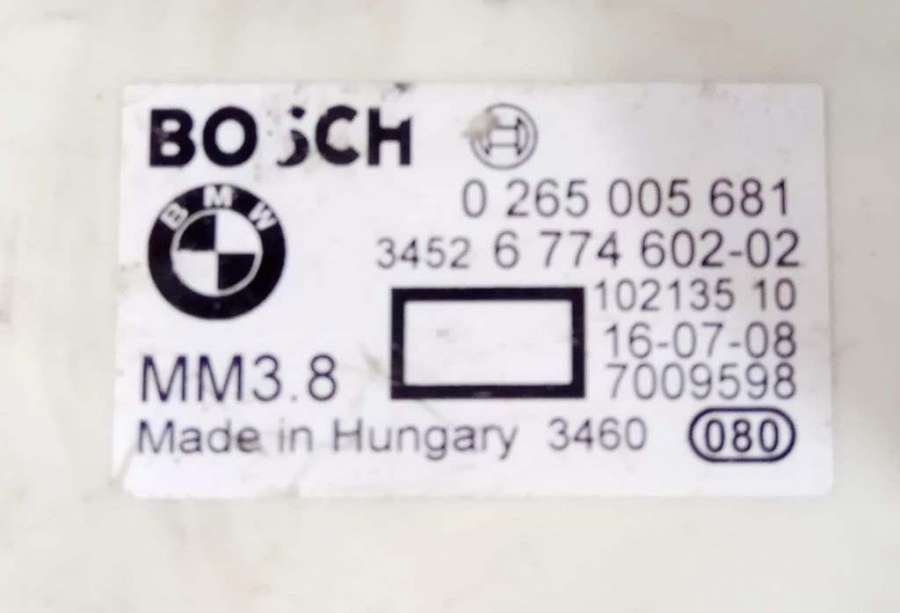 BOSCH
0 265 005 681
BMW
3452 6 774 602-02
102135 10
16-07-08
MM3.8
7009598
Made in Hungary 3460 080